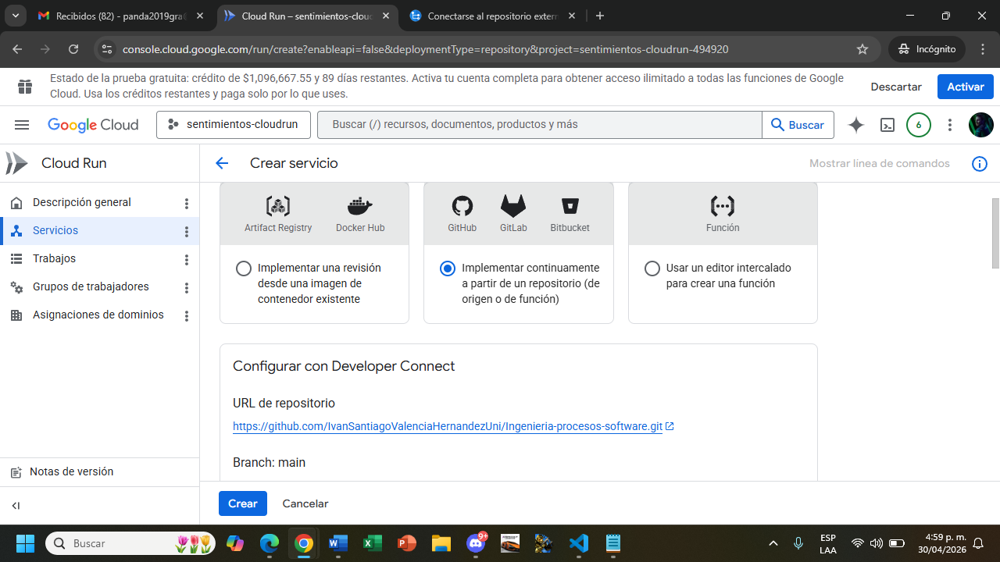 Recibidos (82) - panda2019gra
Cloud Run – sentimientos-clou
Conectarse al repositorio extern
console.cloud.google.com/run/create?enableapi=false&deploymentType=repository&project=sentimientos-cloudrun-494920
Incógnito
Estado de la prueba gratuita: crédito de $1,096,667.55 y 89 días restantes. Activa tu cuenta completa para obtener acceso ilimitado a todas las funciones de Google
Cloud. Usa los créditos restantes y paga solo por lo que uses.
Descartar
Activar
Google Cloud
sentimientos-cloudrun
Buscar (/) recursos, documentos, productos y más
Buscar
6
Cloud Run
Crear servicio
Mostrar línea de comandos
Descripción general
Servicios
Trabajos
Grupos de trabajadores
Asignaciones de dominios
Artifact Registry
Docker Hub
GitHub
GitLab
Bitbucket
Función
Implementar una revisión
desde una imagen de
contenedor existente
Implementar continuamente
a partir de un repositorio (de
origen o de función)
Usar un editor intercalado
para crear una función
Configurar con Developer Connect
URL de repositorio
https://github.com/IvanSantiagoValenciaHernandezUni/Ingenieria-procesos-software.git
Branch: main
Notas de versión
Crear
Cancelar
Buscar
9+
ESP
LAA
4:59 p. m.
30/04/2026